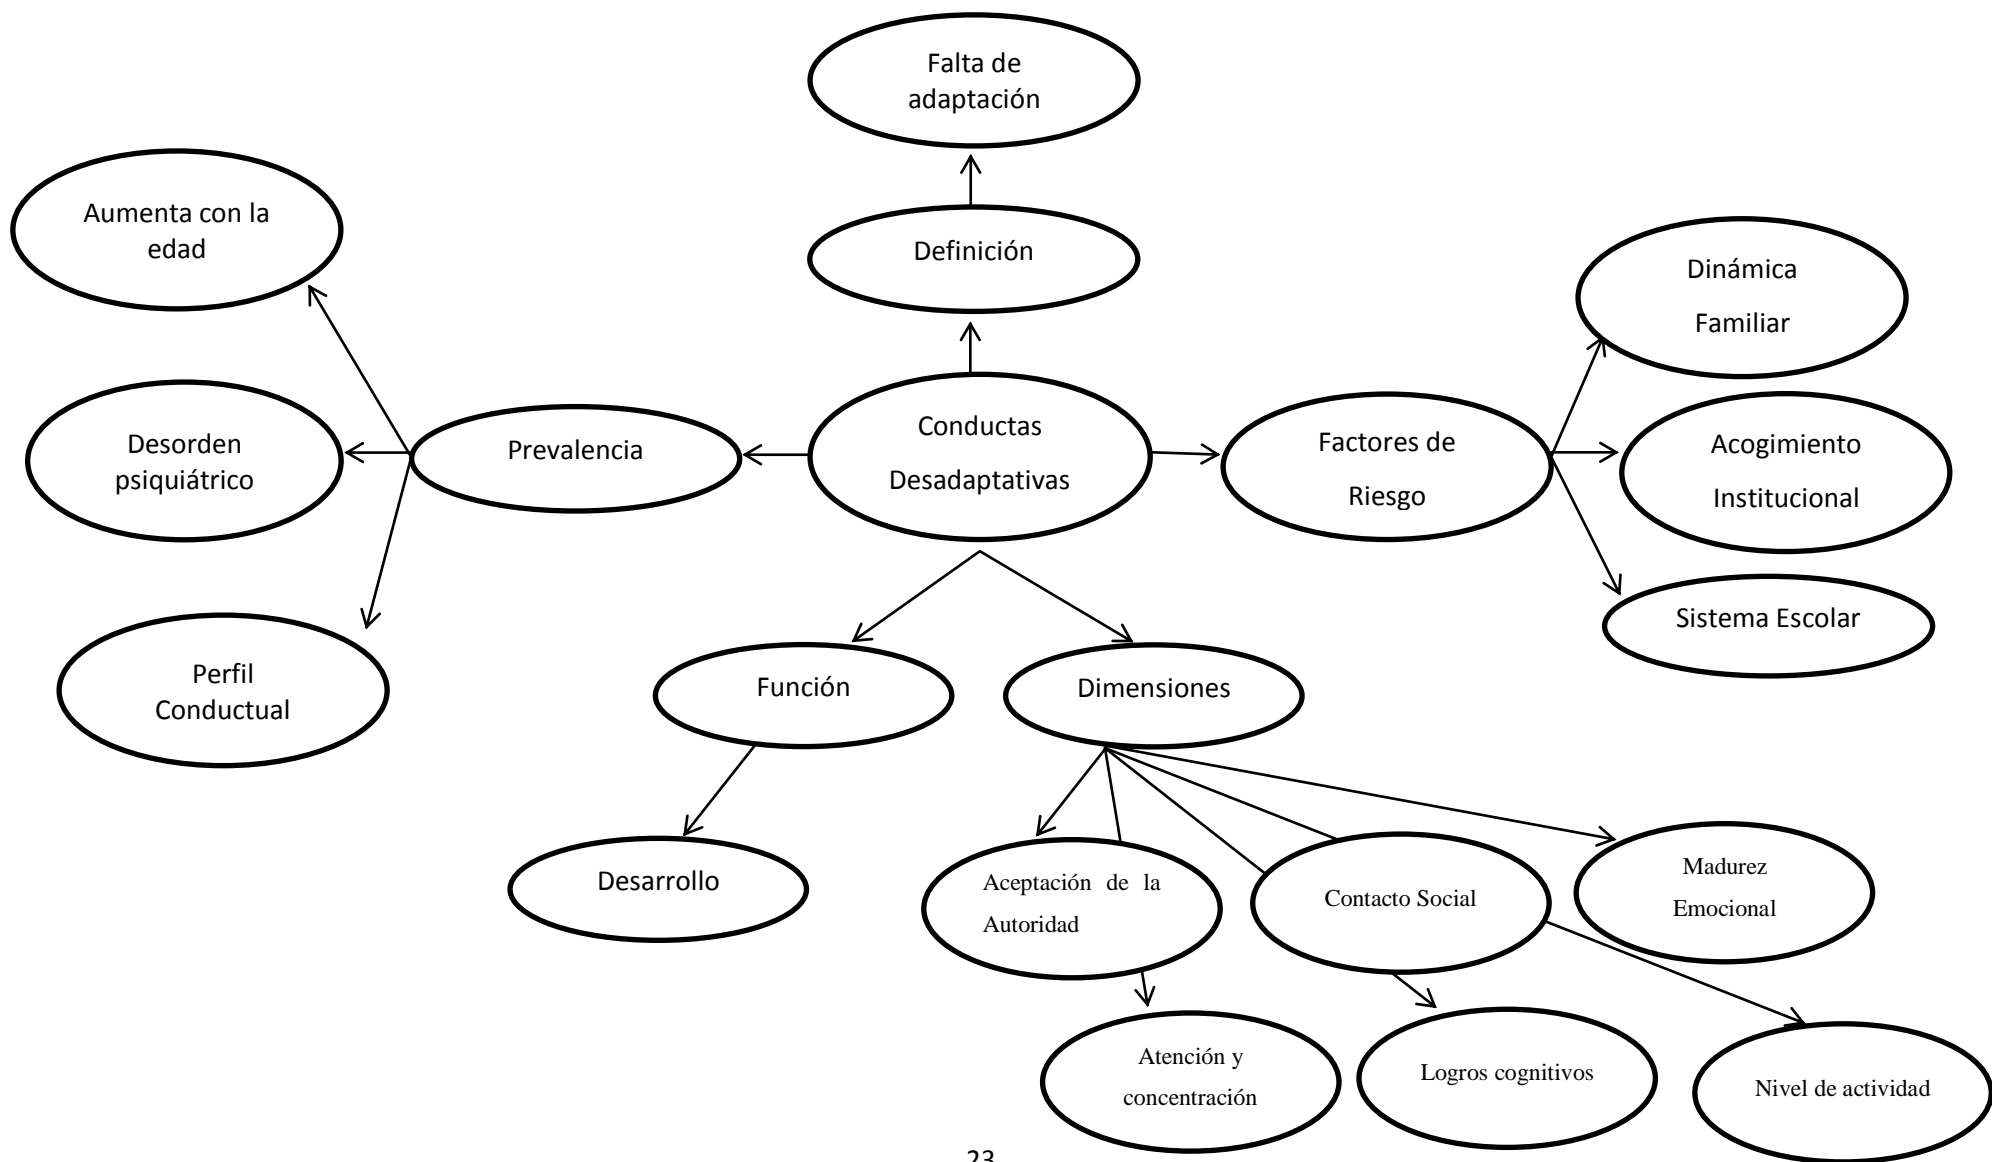 Falta de
adaptación
Aumenta con la
edad
Definición
Dinámica
Familiar
Desorden
psiquiátrico
Prevalencia
Conductas
Desadaptativas
Factores de
Riesgo
Acogimiento
Institucional
Sistema Escolar
Perfil
Conductual
Función
Dimensiones
Desarrollo
Aceptación de la
Autoridad
Contacto Social
Madurez
Emocional
Atención y
concentración
Logros cognitivos
Nivel de actividad
23